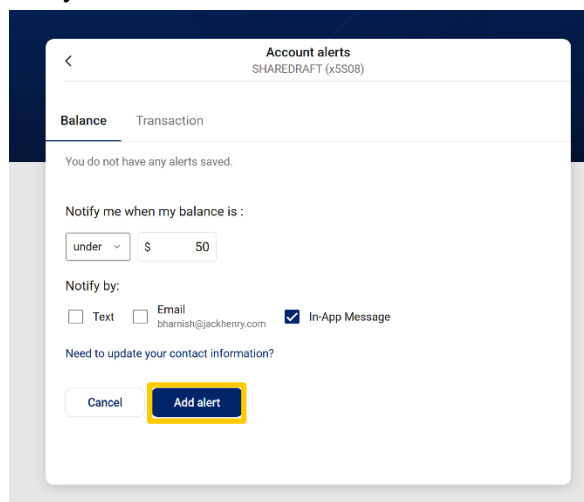 Account alerts
SHAREDRAFT (x5S08)
Balance Transaction
You do not have any alerts saved.
Notify me when my balance is :
under $ 50
Notify by:
Text Email In-App Message
bharnish@jackhenry.com
Need to update your contact information?
Cancel Add alert